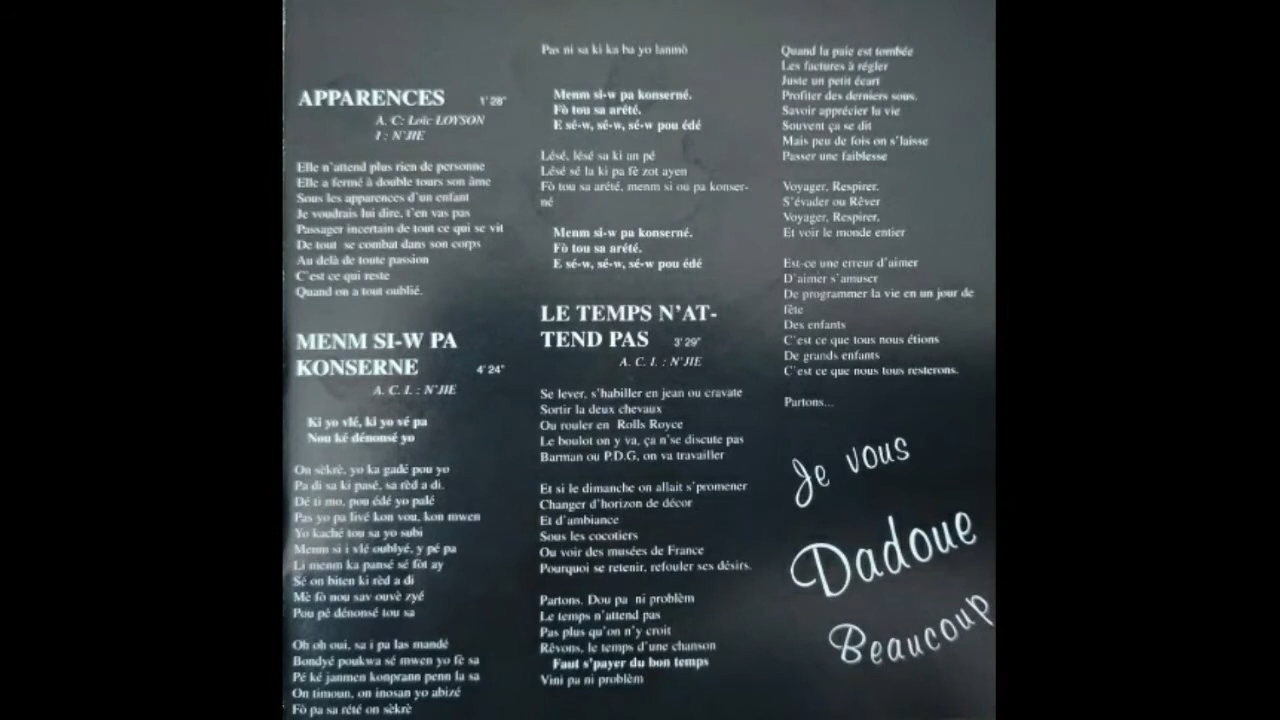 APPARENCES 1'28"
A. C: Loïc LOYSON
I : N'JIE
Elle n'attend plus rien de personne
Elle a fermé à double tours son âme
Sous les apparences d'un enfant
Je voudrais lui dire, t'en vas pas
Passager incertain de tout ce qui se vit
De tout se combat dans son corps
Au delà de toute passion
C'est ce qui reste
Quand on a tout oublié.
MENM SI-W PA
KONSERNE 4'24"
A. C. I. : N'JIE
Ki yo vlé, ki yo vé pa
Nou ké dénonsé yo
On sèkrè, yo ka gadé pou yo
Pa di sa ki pasé, sa rèd a di.
Dé ti mo, pou édé yo palé
Pas yo pa livé kon vou, kon mwen
Yo kaché tou sa yo subi
Menm si i vlé oublyé, y pé pa
Li menm ka pansé sé fòt ay
Sé on biten ki rèd a di
Mè fò nou sav ouvè zyé
Pou pé dénonsé tou sa
Oh oh oui, sa i pa las mandé
Bondyé poukwa sé mwen yo fè sa
Pé ké janmen konprann penn la sa
On timoun, on inosan yo abizé
Fò pa sa rété on sèkrè
Pas ni sa ki ka ba yo lanmò
Menm si-w pa konserné.
Fò tou sa arété.
E sé-w, sé-w, sé-w pou édé
Lésé, lésé sa ki an pé
Lésé sé la ki pa fè zot ayen
Fò tou sa arété, menm si ou pa konser-
né
Menm si-w pa konserné.
Fò tou sa arété.
E sé-w, sé-w, sé-w pou édé
LE TEMPS N'AT-
TEND PAS 3'29"
A. C. I. : N'JIE
Se lever, s'habiller en jean ou cravate
Sortir la deux chevaux
Ou rouler en Rolls Royce
Le boulot on y va, ça n'se discute pas
Barman ou P.D.G, on va travailler
Et si le dimanche on allait s'promener
Changer d'horizon de décor
Et d'ambiance
Sous les cocotiers
Ou voir des musées de France
Pourquoi se retenir, refouler ses désirs.
Partons, Dou pa ni problèm
Le temps n'attend pas
Pas plus qu'on n'y croit
Rêvons, le temps d'une chanson
Faut s'payer du bon temps
Vini pa ni problèm
Quand la paie est tombée
Les factures à régler
Juste un petit écart
Profiter des derniers sous.
Savoir apprécier la vie
Souvent ça se dit
Mais peu de fois on s'laisse
Passer une faiblesse
Voyager, Respirer.
S'évader ou Rêver
Voyager, Respirer.
Et voir le monde entier
Est-ce une erreur d'aimer
D'aimer s'amuser
De programmer la vie en un jour de
fête
Des enfants
C'est ce que tous nous étions
De grands enfants
C'est ce que nous tous resterons.
Partons...
Je vous
Dadoue
Beaucoup